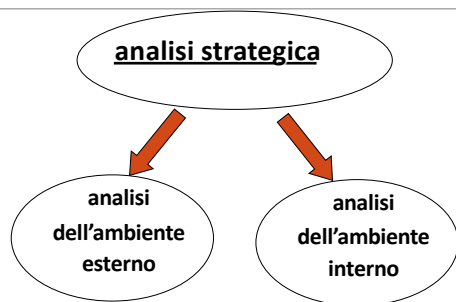 analisi strategica
analisi
dell’ambiente
esterno
analisi
dell’ambiente
interno